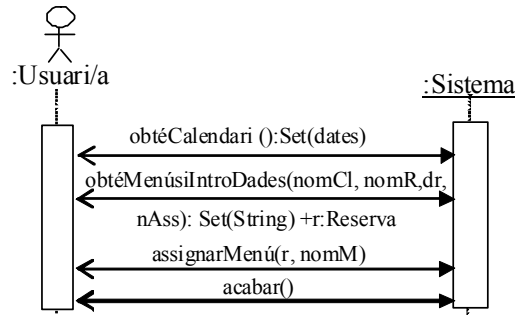 :Usuari/a
:Sistema
obtéCalendari ():Set(dates)
obtéMenúsiIntroDades(nomCl, nomR,dr,
nAss): Set(String) +r:Reserva
assignarMenú(r, nomM)
acabar()